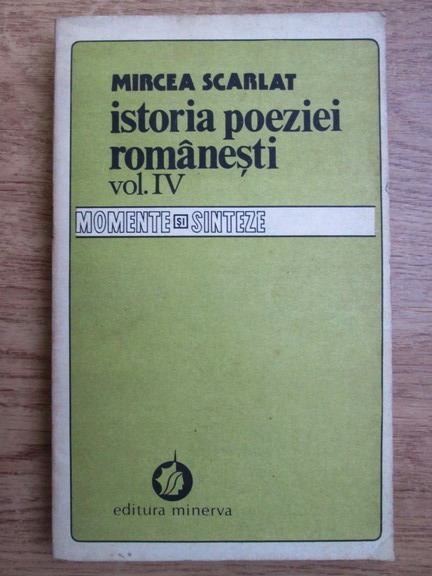 MIRCEA SCARLAT
istoria poeziei
românești
vol. IV
MOMENTE ȘI SINTEZE
editura minerva